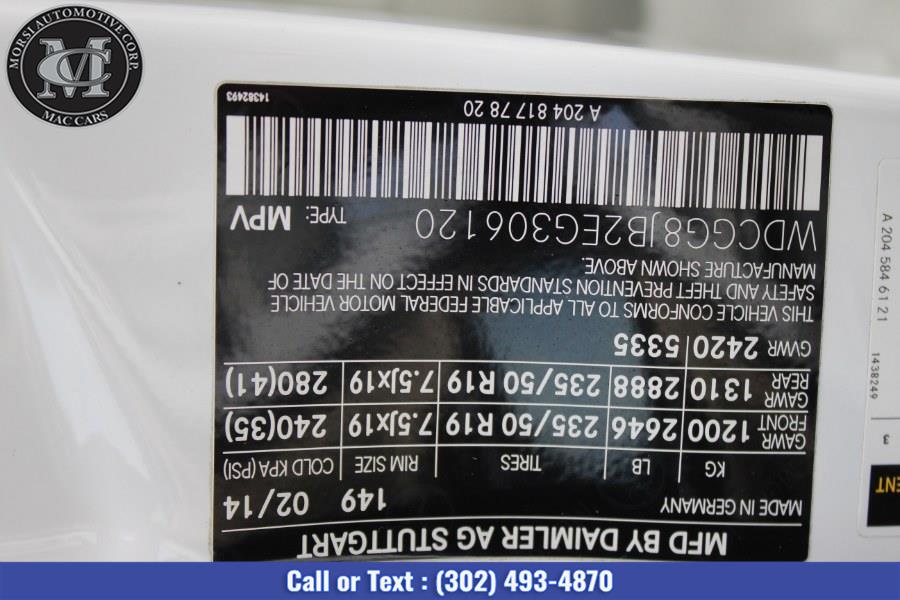 MORSI AUTOMOTIVE CORP.
MC
MAC CARS
MFD BY DAIMLER AG STUTTGART
MADE IN GERMANY 149 02/14
KG LB TIRES RIM SIZE COLD KPA (PSI)
GAWR FRONT 1200 2646 235/50 R19 7.5Jx19 240(35)
GAWR REAR 1310 2888 235/50 R19 7.5Jx19 280(41)
GVWR 2420 5335
THIS VEHICLE CONFORMS TO ALL APPLICABLE FEDERAL MOTOR VEHICLE
SAFETY AND THEFT PREVENTION STANDARDS IN EFFECT ON THE DATE OF
MANUFACTURE SHOWN ABOVE.
WDCGG8JB2EG306120 TYPE: MPV
A 204 817 78 20
14382493
A 204 584 61 21
1438249
3
Call or Text : (302) 493-4870